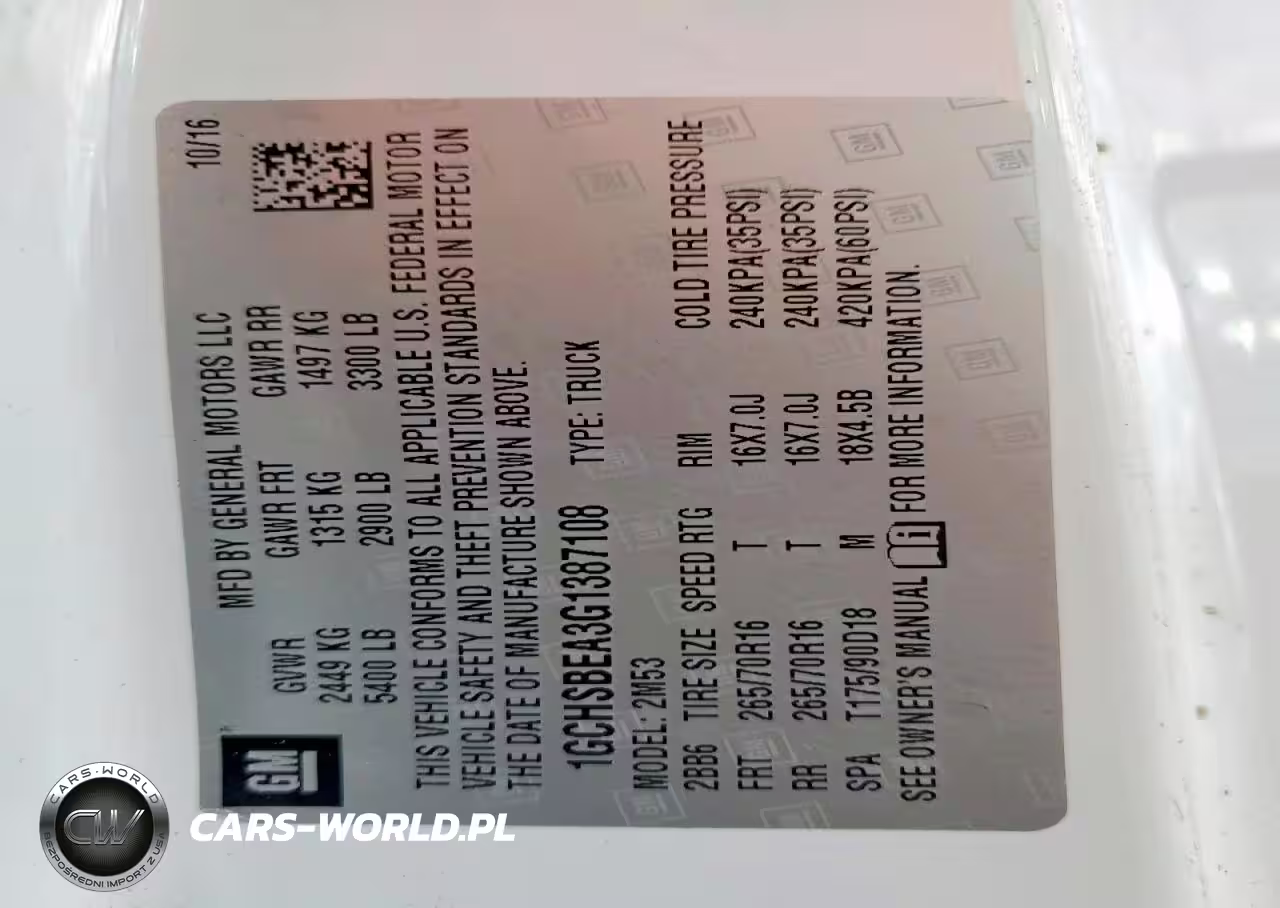 MFD BY GENERAL MOTORS LLC 10/16
GM
GVWR GAWR FRT GAWR RR
2449 KG 1315 KG 1497 KG
5400 LB 2900 LB 3300 LB
THIS VEHICLE CONFORMS TO ALL APPLICABLE U.S. FEDERAL MOTOR
VEHICLE SAFETY AND THEFT PREVENTION STANDARDS IN EFFECT ON
THE DATE OF MANUFACTURE SHOWN ABOVE.
1GCHSBEA3G1387108 TYPE: TRUCK
MODEL: 2M53
2BB6 TIRE SIZE SPEED RTG RIM COLD TIRE PRESSURE
FRT 265/70R16 T 16X7.0J 240KPA(35PSI)
RR 265/70R16 T 16X7.0J 240KPA(35PSI)
SPA T175/90D18 M 18X4.5B 420KPA(60PSI)
SEE OWNER'S MANUAL FOR MORE INFORMATION.
CARS-WORLD
CW
BEZPOŚREDNI IMPORT Z USA
CARS-WORLD.PL